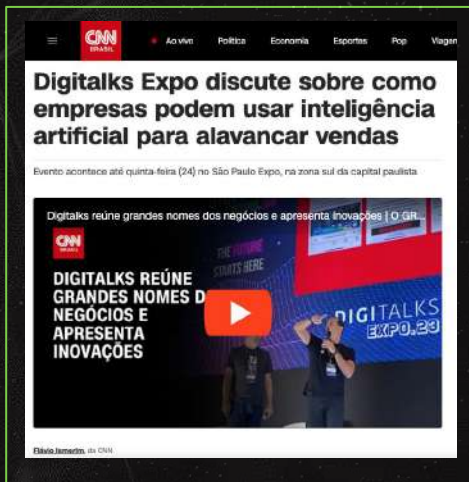 CNN
BRASIL
Ao vivo Política Economia Esportes Pop Viagem
Digitalks Expo discute sobre como
empresas podem usar inteligência
artificial para alavancar vendas
Evento acontece até quinta-feira (24) no São Paulo Expo, na zona sul da capital paulista
Digitalks reúne grandes nomes dos negócios e apresenta inovações | O GR...
CNN
BRASIL
DIGITALKS REÚNE
GRANDES NOMES D
NEGÓCIOS E
APRESENTA
INOVAÇÕES
THE FUTURE
STARTS HERE
DIGITALKS
EXPO.23
Flávio Ismerim, da CNN